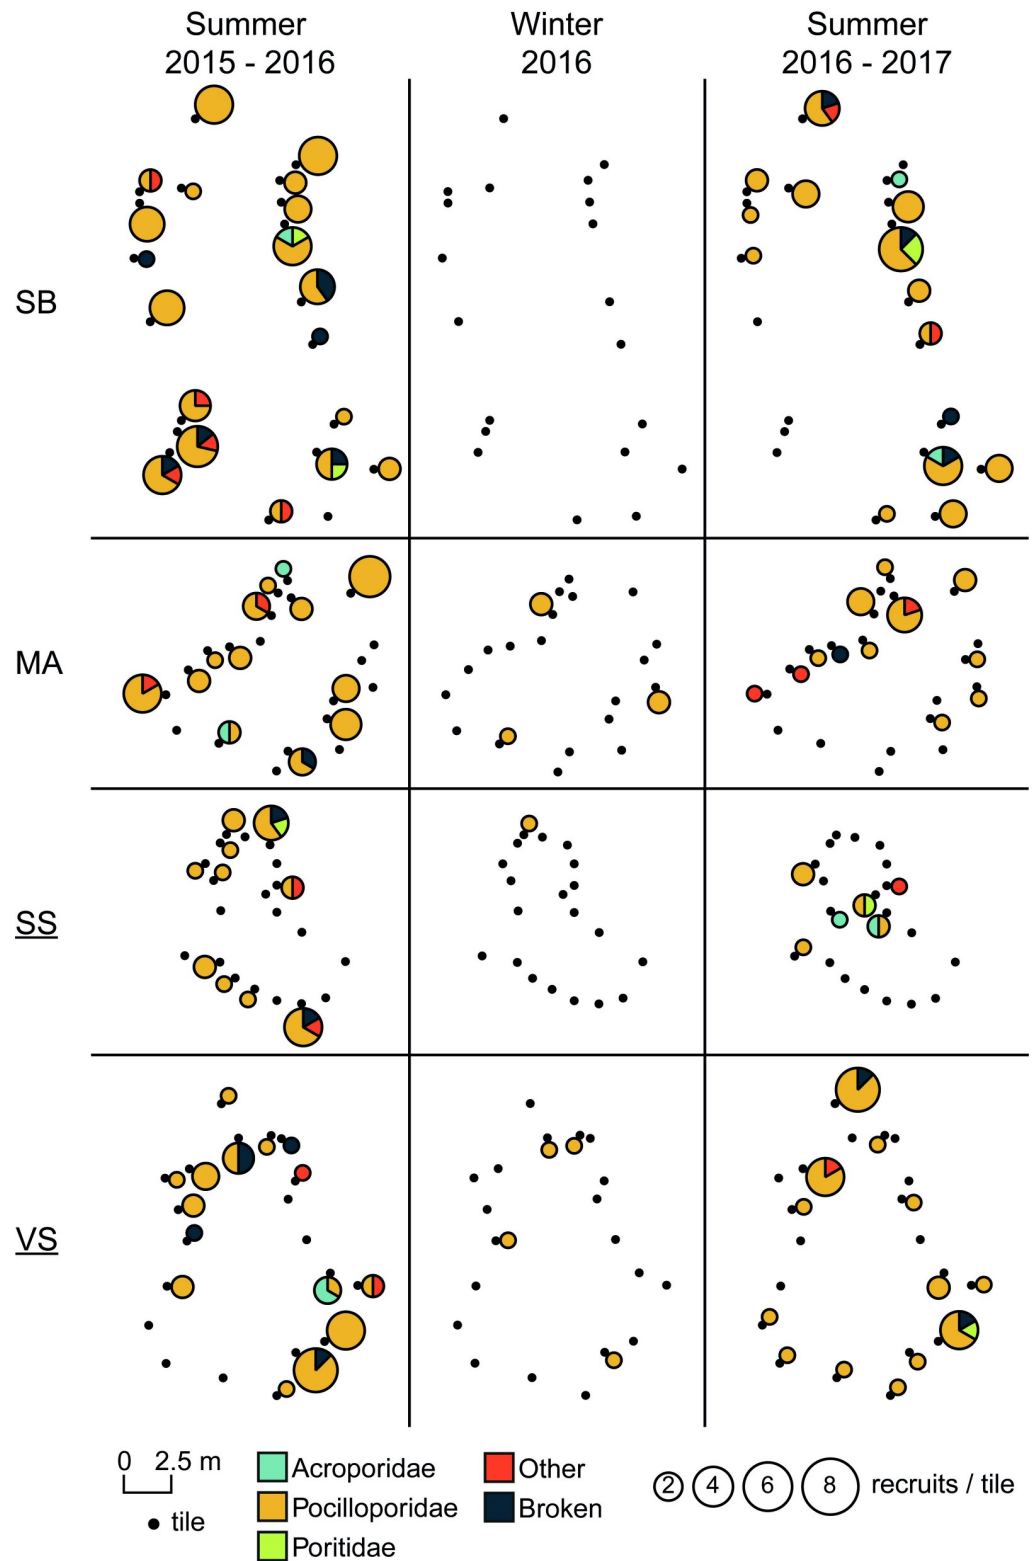 Summer
2015 - 2016
Winter
2016
Summer
2016 - 2017
SB
MA
SS
VS
0 2.5 m
tile
Acroporidae
Pocilloporidae
Poritidae
Other
Broken
2 4 6 8 recruits / tile